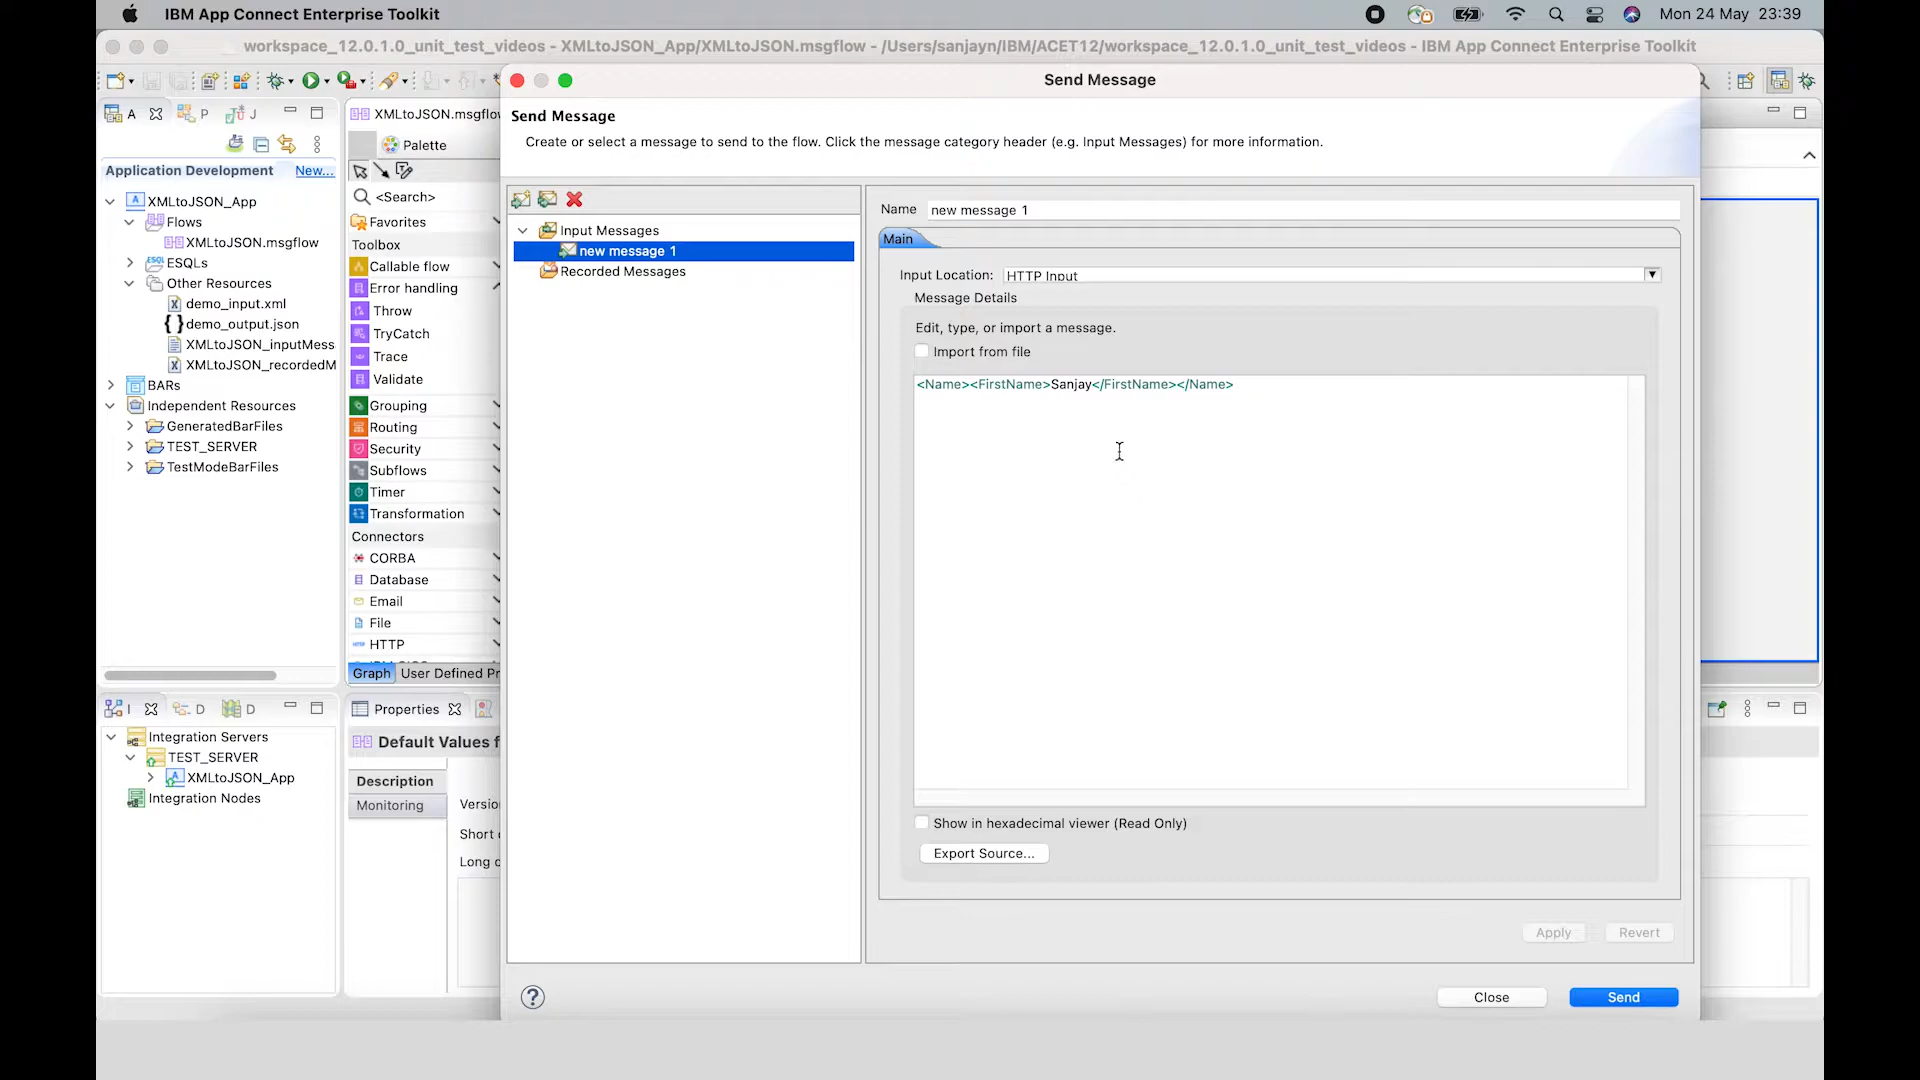 IBM App Connect Enterprise Toolkit
Mon 24 May 23:39
workspace_12.0.1.0_unit_test_videos - XMLtoJSON_App/XMLtoJSON.msgflow - /Users/sanjayn/IBM/ACET12/workspace_12.0.1.0_unit_test_videos - IBM App Connect Enterprise Toolkit
A
P
J
Application Development
New...
XMLtoJSON_App
Flows
XMLtoJSON.msgflow
ESQLs
Other Resources
demo_input.xml
demo_output.json
XMLtoJSON_inputMess
XMLtoJSON_recordedM
BARs
Independent Resources
GeneratedBarFiles
TEST_SERVER
TestModeBarFiles
I
D
D
Integration Servers
TEST_SERVER
XMLtoJSON_App
Integration Nodes
XMLtoJSON.msgflow
Palette
<Search>
Favorites
Toolbox
Callable flow
Error handling
Throw
TryCatch
Trace
Validate
Grouping
Routing
Security
Subflows
Timer
Transformation
Connectors
CORBA
Database
Email
File
HTTP
Graph
User Defined Pr
Properties
Default Values f
Description
Monitoring
Versio
Short
Long
Send Message
Send Message
Create or select a message to send to the flow. Click the message category header (e.g. Input Messages) for more information.
Input Messages
new message 1
Recorded Messages
Name new message 1
Main
Input Location: HTTP Input
Message Details
Edit, type, or import a message.
Import from file
<Name><FirstName>Sanjay</FirstName></Name>
Show in hexadecimal viewer (Read Only)
Export Source...
Apply
Revert
?
Close
Send